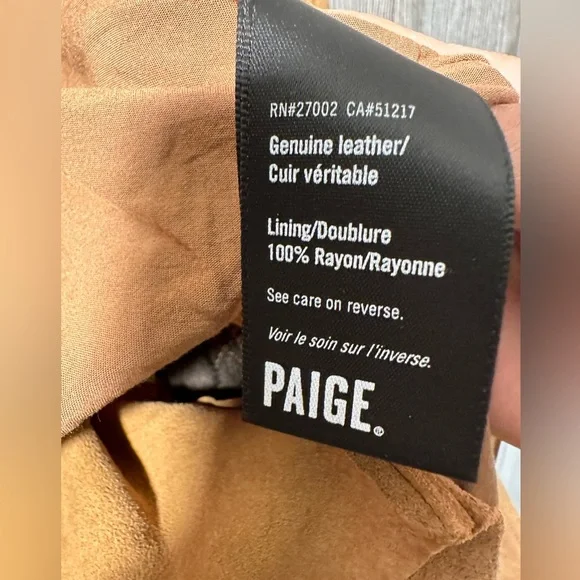 RN#27002 CA#51217
Genuine leather/
Cuir véritable
Lining/Doublure
100% Rayon/Rayonne
See care on reverse.
Voir le soin sur l'inverse.
PAIGE®